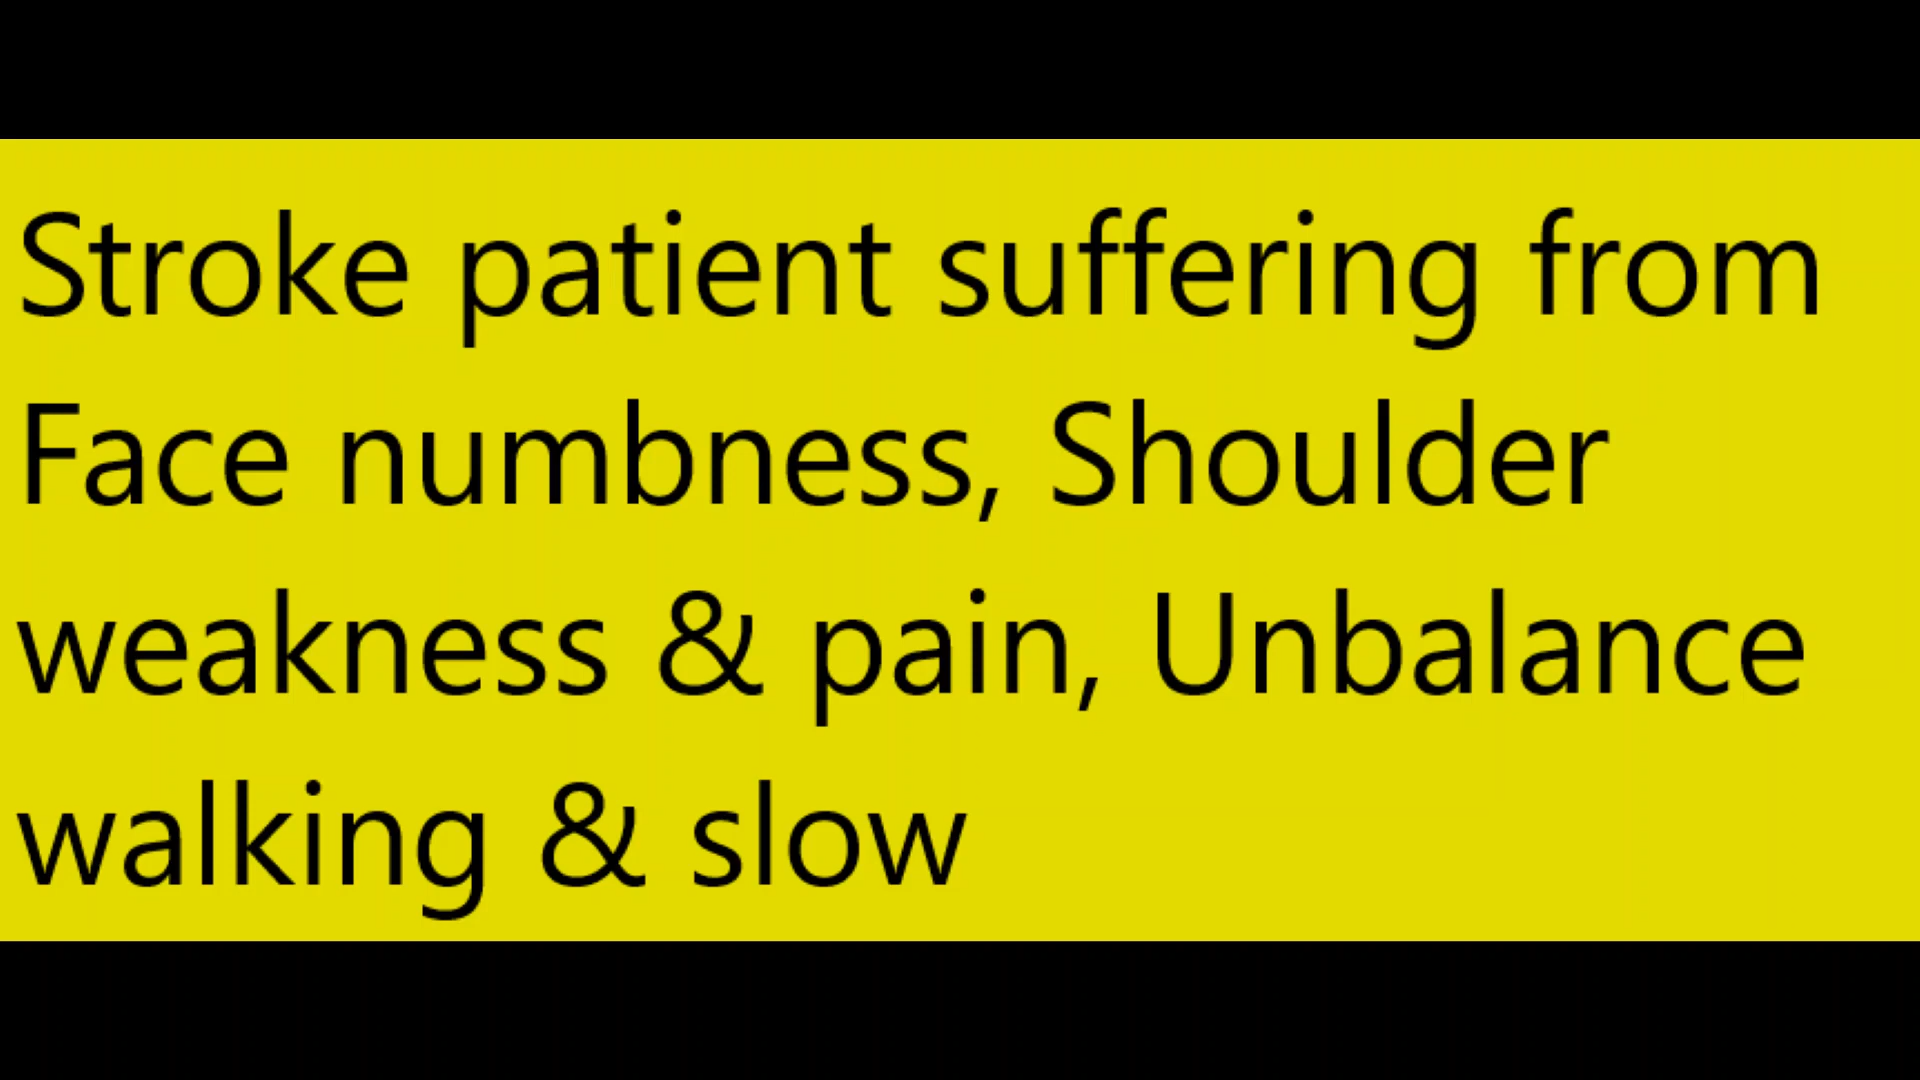 Stroke patient suffering from
Face numbness, Shoulder
weakness & pain, Unbalance
walking & slow